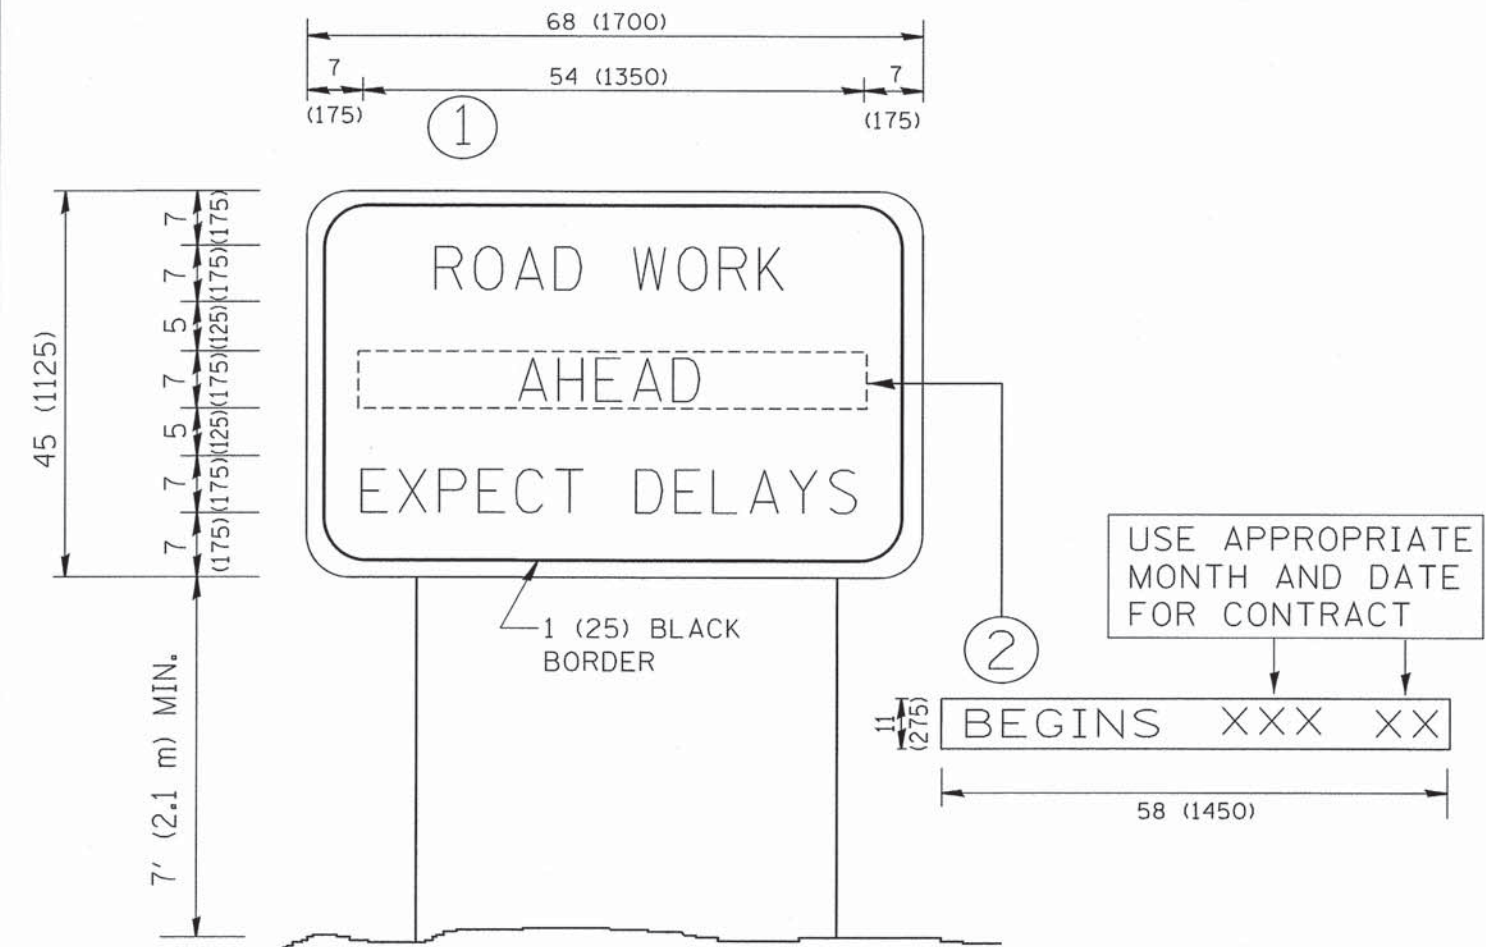 68 (1700)
7
54 (1350)
7
(175)
(175)
1
45 (1125)
7 (175)
7 (175)
5 (125)
7 (175)
5 (125)
7 (175)
7 (175)
ROAD WORK
AHEAD
EXPECT DELAYS
1 (25) BLACK
BORDER
7' (2.1 m) MIN.
2
USE APPROPRIATE
MONTH AND DATE
FOR CONTRACT
11
(275)
BEGINS XXX XX
58 (1450)